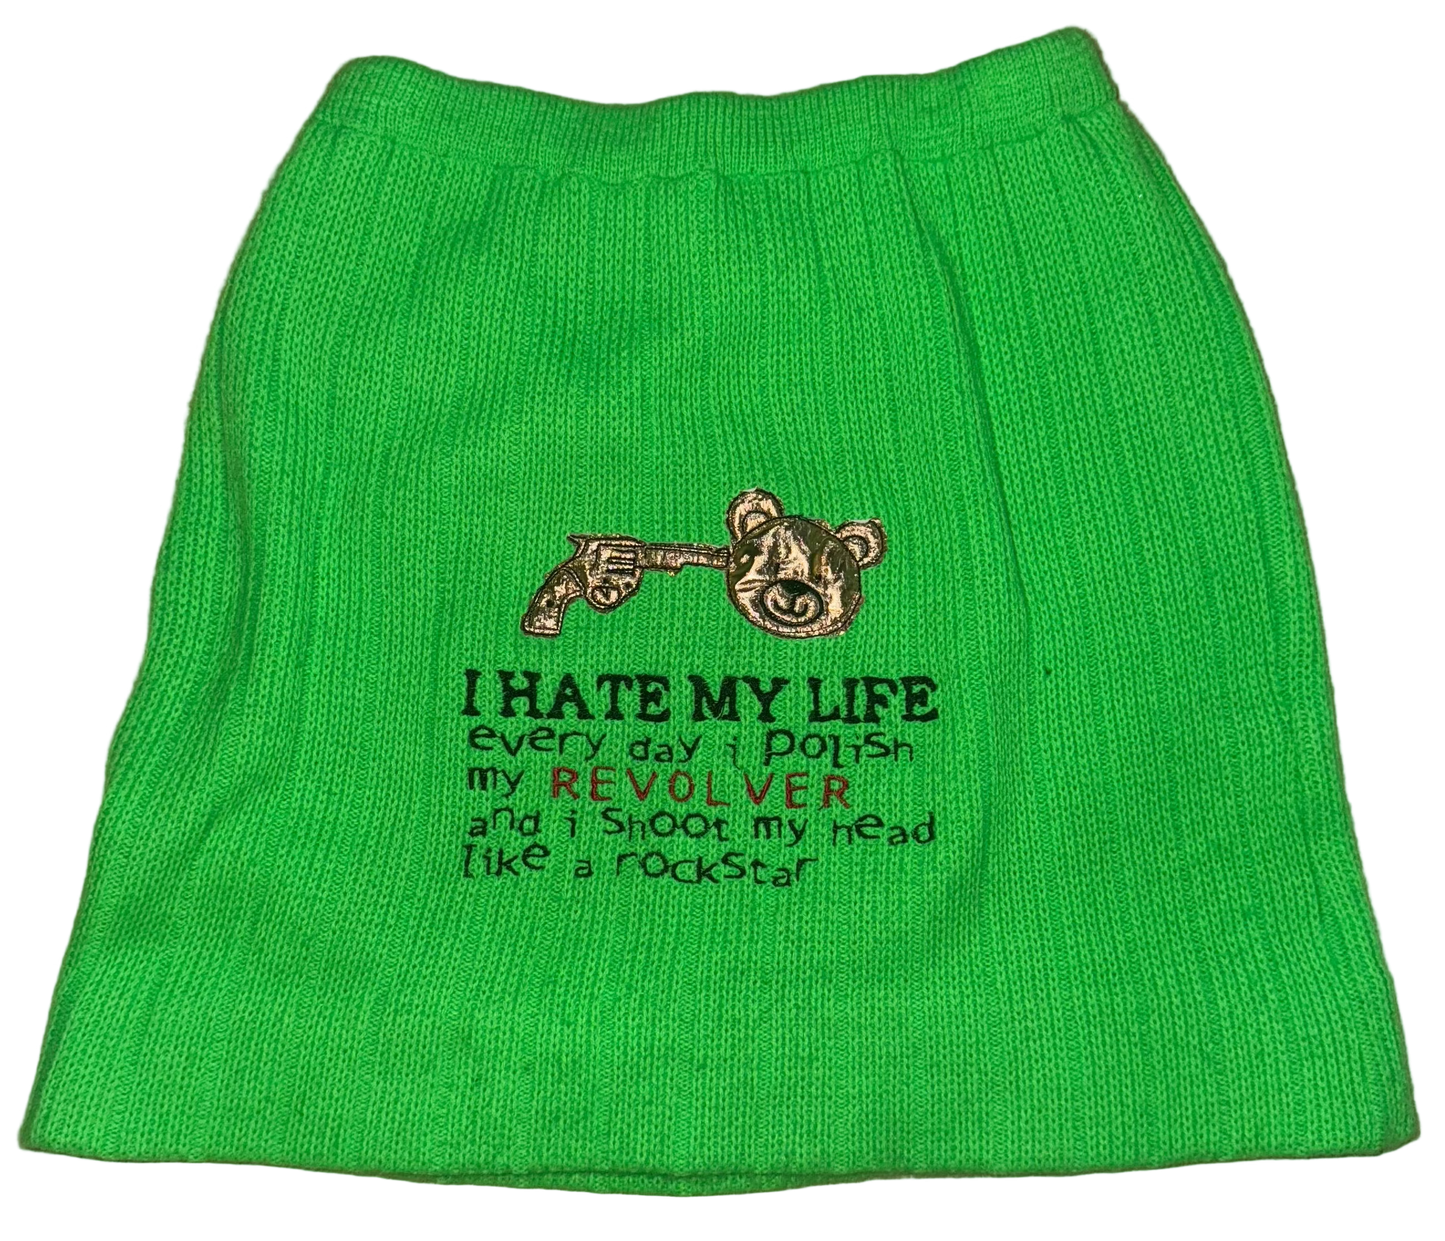 I HATE MY LIFE
every day i polish
my REVOLVER
and i shoot my head
like a rockstar